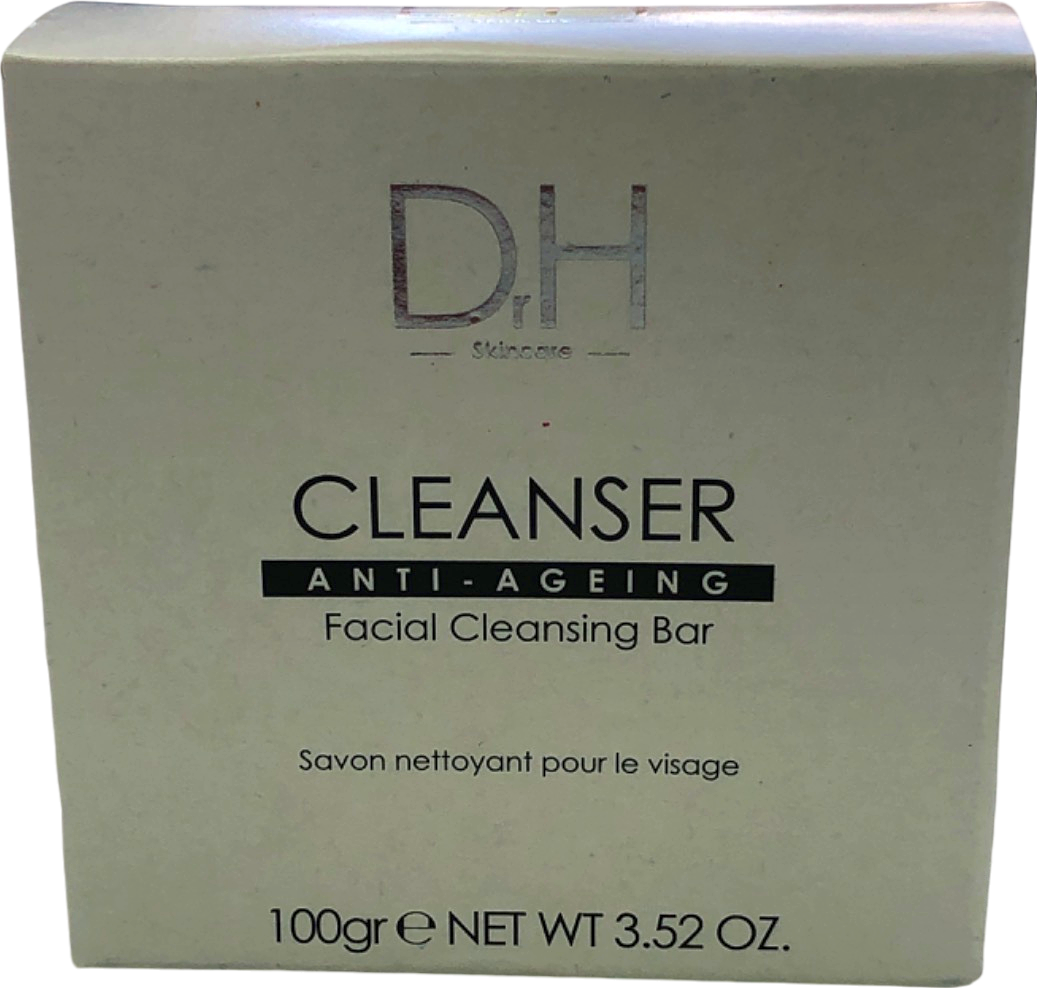 DrH
Skincare
CLEANSER
ANTI-AGEING
Facial Cleansing Bar
Savon nettoyant pour le visage
100gr ℮ NET WT 3.52 OZ.